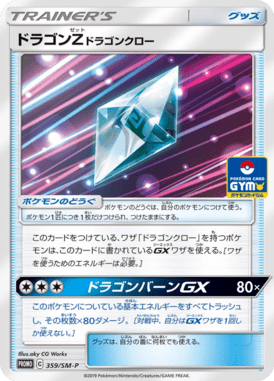 TRAINER'S
グッズ
ゼット
ドラゴンZ ドラゴンクロー
POKÉMON CARD
GYM
ポケモンカードジム
ポケモンのどうぐ
ポケモンのどうぐは、自分のポケモンにつけて使う。
ポケモン1匹につき1枚だけつけられ、つけたままにする。
このカードをつけている、ワザ「ドラゴンクロー」を持つポケ
モンは、このカードに書かれているGXワザを使える。[ワザ
を使うためのエネルギーは必要。]
ドラゴンバーンGX 80×
ポケモンについている基本エネルギーをすべてトラッシュ
し、その枚数×80ダメージ。[対戦中、自分はGXワザを1回
しか使えない。]
Illus.aky CG Works
グッズは、自分の番に何枚でも使える。
PROMO C 359/SM-P
©2019 Pokémon/Nintendo/Creatures/GAME FREAK.